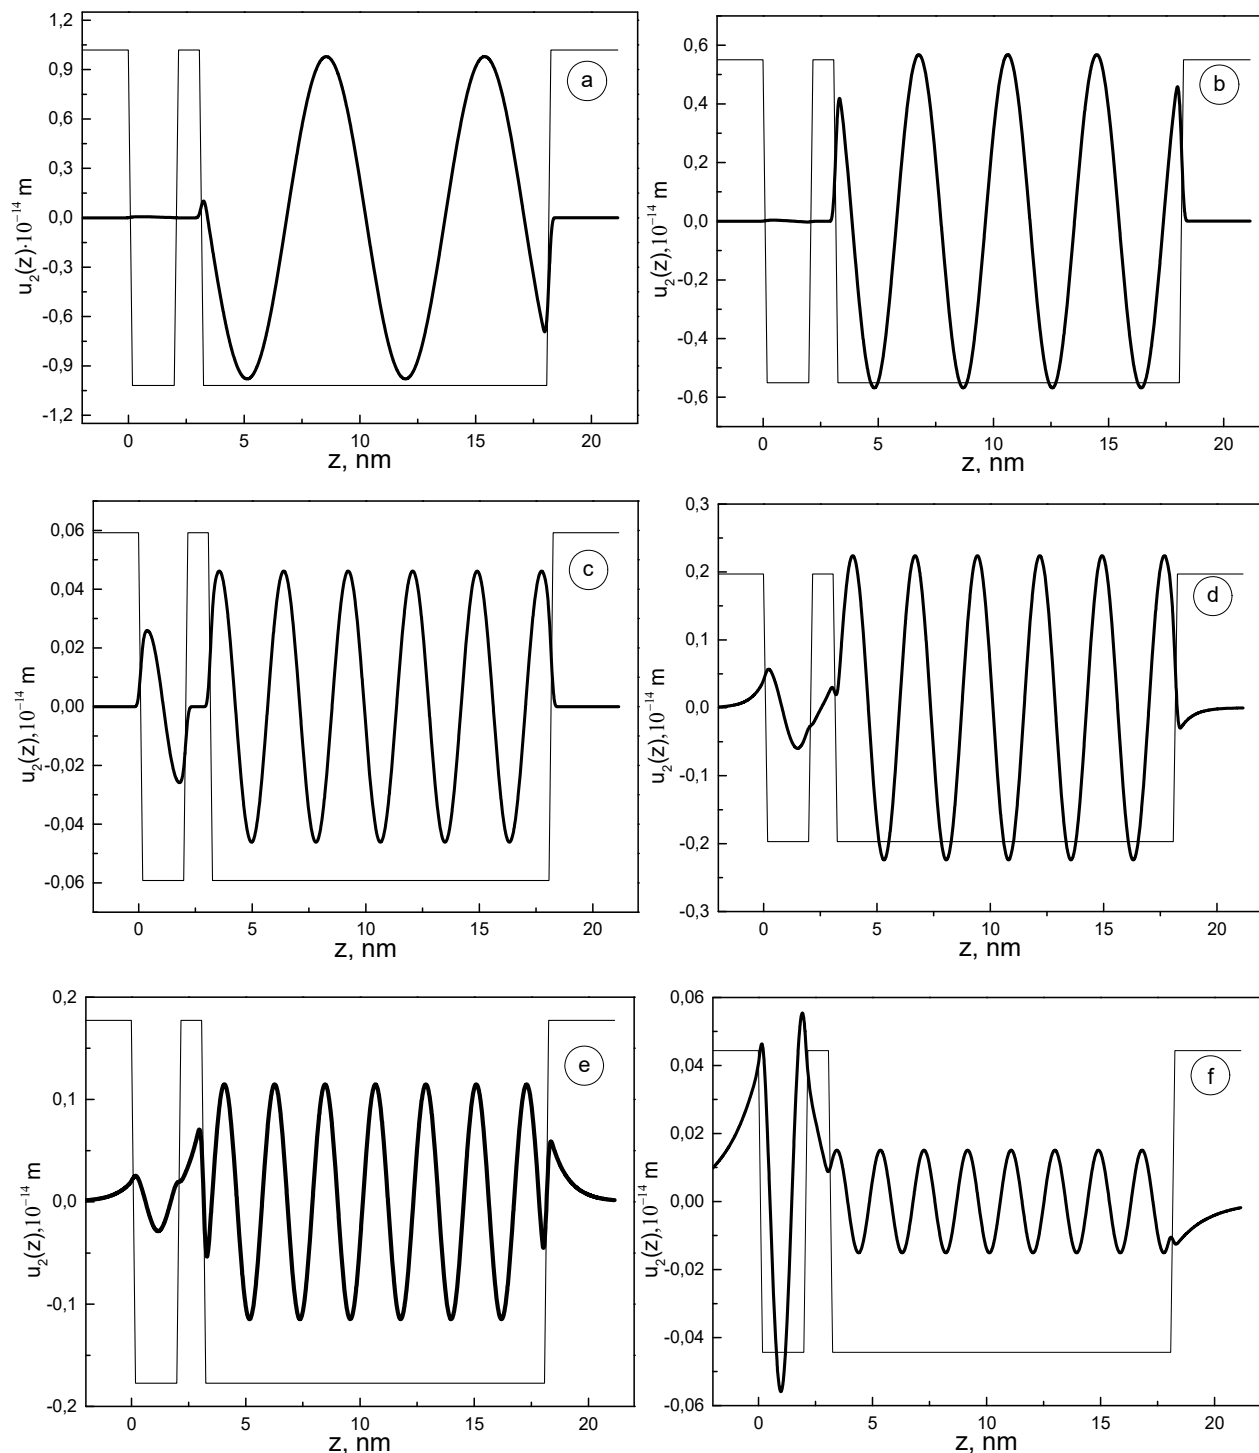 1,2
0,9
0,6
0,3
0,0
-0,3
-0,6
-0,9
-1,2
u₂(z)·10⁻¹⁴ m
0 5 10 15 20
z, nm
a
0,6
0,4
0,2
0,0
-0,2
-0,4
-0,6
u₂(z),10⁻¹⁴ m
0 5 10 15 20
z, nm
b
0,06
0,04
0,02
0,00
-0,02
-0,04
-0,06
u₂(z),10⁻¹⁴ m
0 5 10 15 20
z, nm
c
0,3
0,2
0,1
0,0
-0,1
-0,2
-0,3
u₂(z),10⁻¹⁴ m
0 5 10 15 20
z, nm
d
0,2
0,1
0,0
-0,1
-0,2
u₂(z),10⁻¹⁴ m
0 5 10 15 20
z, nm
e
0,06
0,04
0,02
0,00
-0,02
-0,04
-0,06
u₂(z),10⁻¹⁴ m
0 5 10 15 20
z, nm
f